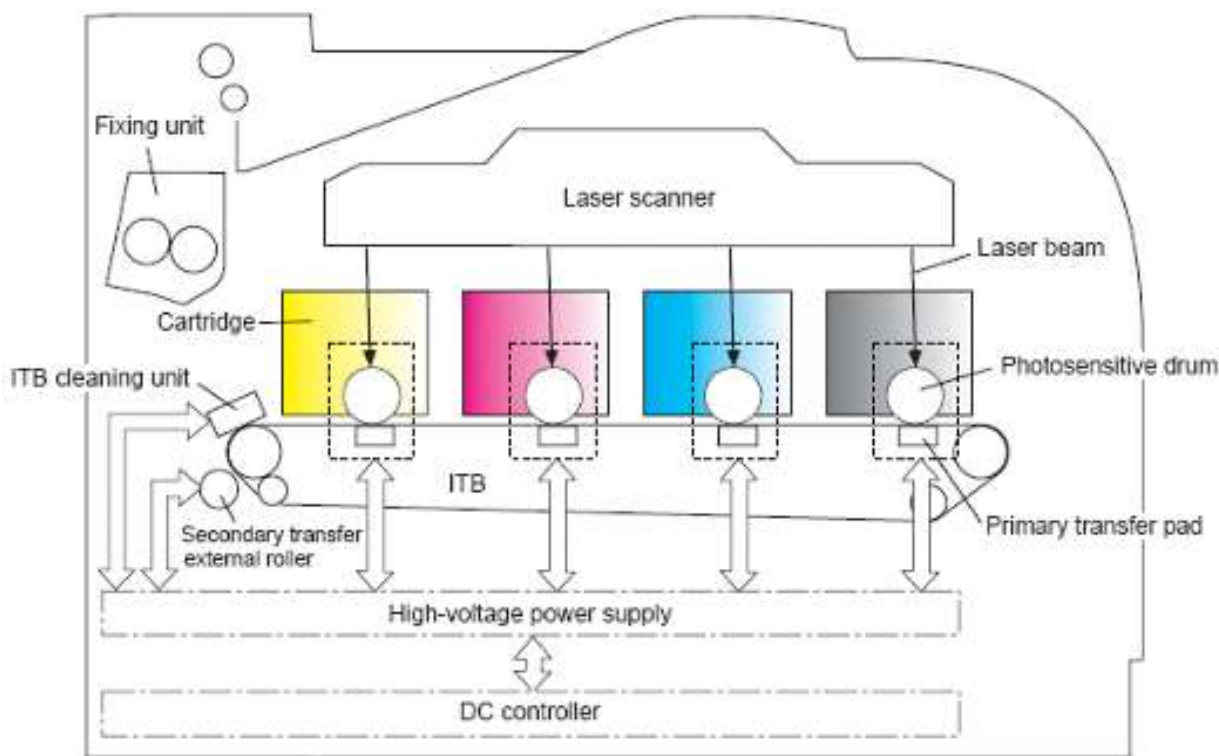 Fixing unit
Laser scanner
Laser beam
Cartridge
Photosensitive drum
ITB cleaning unit
ITB
Secondary transfer
external roller
Primary transfer pad
High-voltage power supply
DC controller